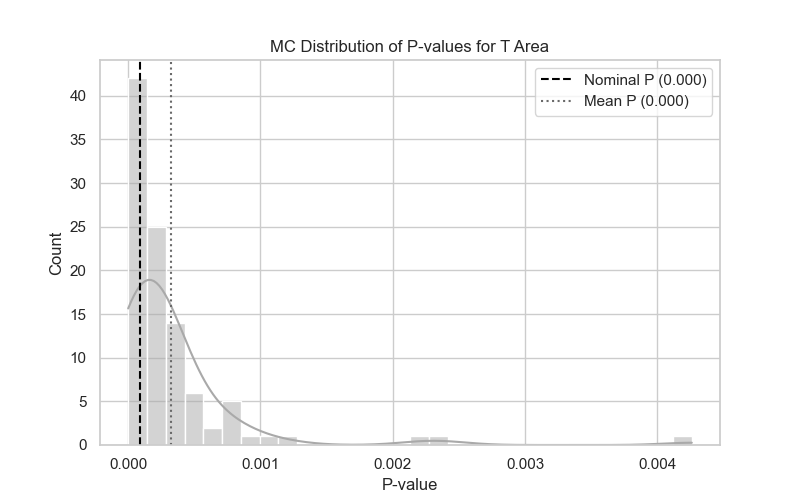 MC Distribution of P-values for T Area
Nominal P (0.000)
Mean P (0.000)
Count
40
35
30
25
20
15
10
5
0
0.000 0.001 0.002 0.003 0.004
P-value